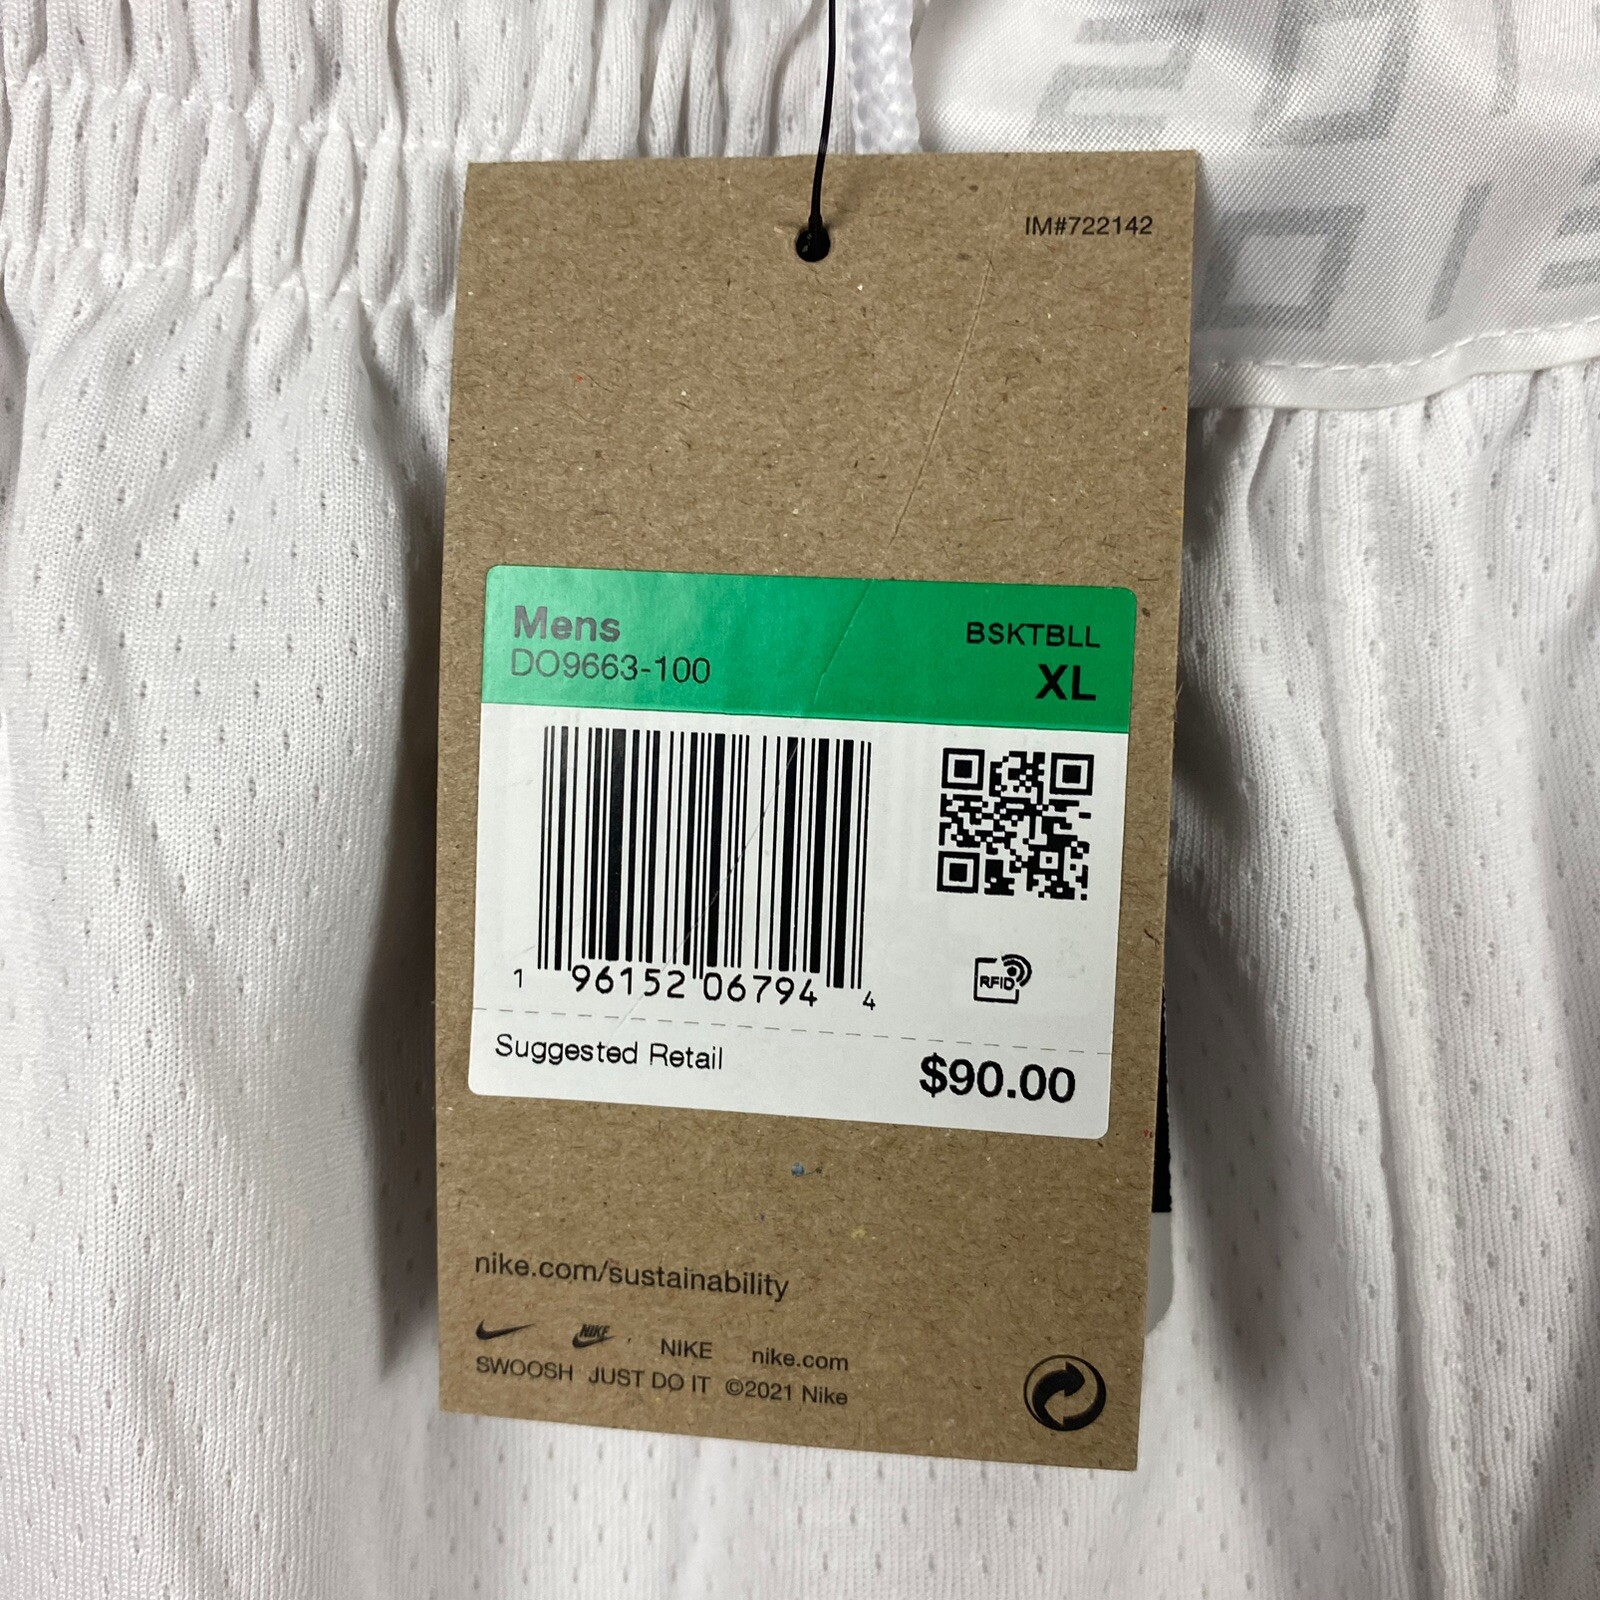 IM#722142
Mens
BSKTBLL
DO9663-100
XL
RFID
1 96152 06794 4
Suggested Retail
$90.00
nike.com/sustainability
NIKE NIKE nike.com
SWOOSH JUST DO IT ©2021 Nike